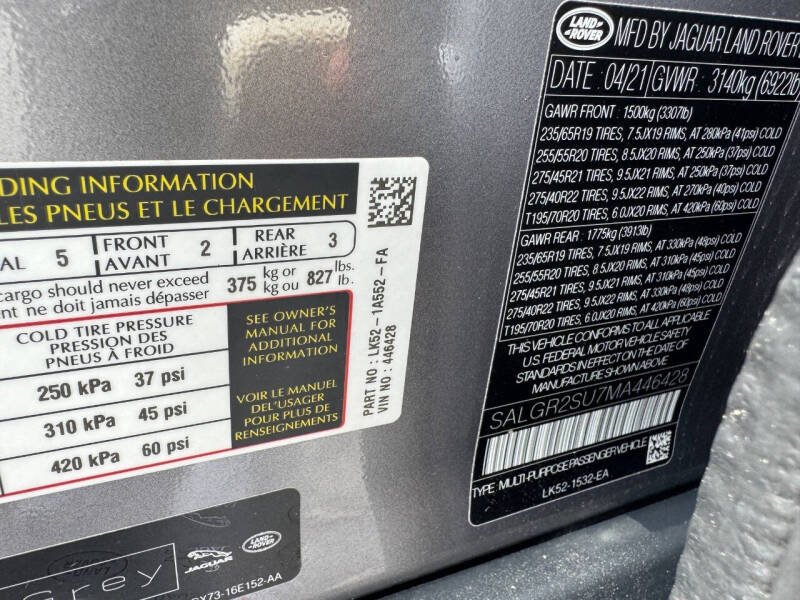 DING INFORMATION
LES PNEUS ET LE CHARGEMENT
AL 5 FRONT AVANT 2 REAR ARRIÈRE 3
cargo should never exceed
nt ne doit jamais dépasser
375 kg or kg ou 827 lbs. lb.
COLD TIRE PRESSURE
PRESSION DES
PNEUS À FROID
250 kPa 37 psi
310 kPa 45 psi
420 kPa 60 psi
SEE OWNER'S
MANUAL FOR
ADDITIONAL
INFORMATION
VOIR LE MANUEL
DEL'USAGER
POUR PLUS DE
RENSEIGNEMENTS
PART NO : LK52-1A552-FA
VIN NO : 446428
LAND ROVER
MFD BY JAGUAR LAND ROVER
DATE: 04/21 GVWR : 3140kg (6922lb)
GAWR FRONT : 1500kg (3307lb)
235/65R19 TIRES, 7.5JX19 RIMS, AT 280kPa (41psi) COLD
255/55R20 TIRES, 8.5JX20 RIMS, AT 250kPa (37psi) COLD
275/45R21 TIRES, 9.5JX21 RIMS, AT 250kPa (37psi) COLD
275/40R22 TIRES, 9.5JX22 RIMS, AT 270kPa (40psi) COLD
T195/70R20 TIRES, 6.0JX20 RIMS, AT 420kPa (60psi) COLD
GAWR REAR : 1775kg (3913lb)
235/65R19 TIRES, 7.5JX19 RIMS, AT 330kPa (48psi) COLD
255/55R20 TIRES, 8.5JX20 RIMS, AT 310kPa (45psi) COLD
275/45R21 TIRES, 9.5JX21 RIMS, AT 310kPa (45psi) COLD
275/40R22 TIRES, 9.5JX22 RIMS, AT 330kPa (48psi) COLD
T195/70R20 TIRES, 6.0JX20 RIMS, AT 420kPa (60psi) COLD
THIS VEHICLE CONFORMS TO ALL APPLICABLE
U.S. FEDERAL MOTOR VEHICLE SAFETY
STANDARDS IN EFFECT ON THE DATE OF
MANUFACTURE SHOWN ABOVE.
SALGR2SU7MA446428
TYPE: MULTI-PURPOSE PASSENGER VEHICLE
LK52-1532-EA
Grey
JAGUAR
LAND ROVER
X73-16E152-AA